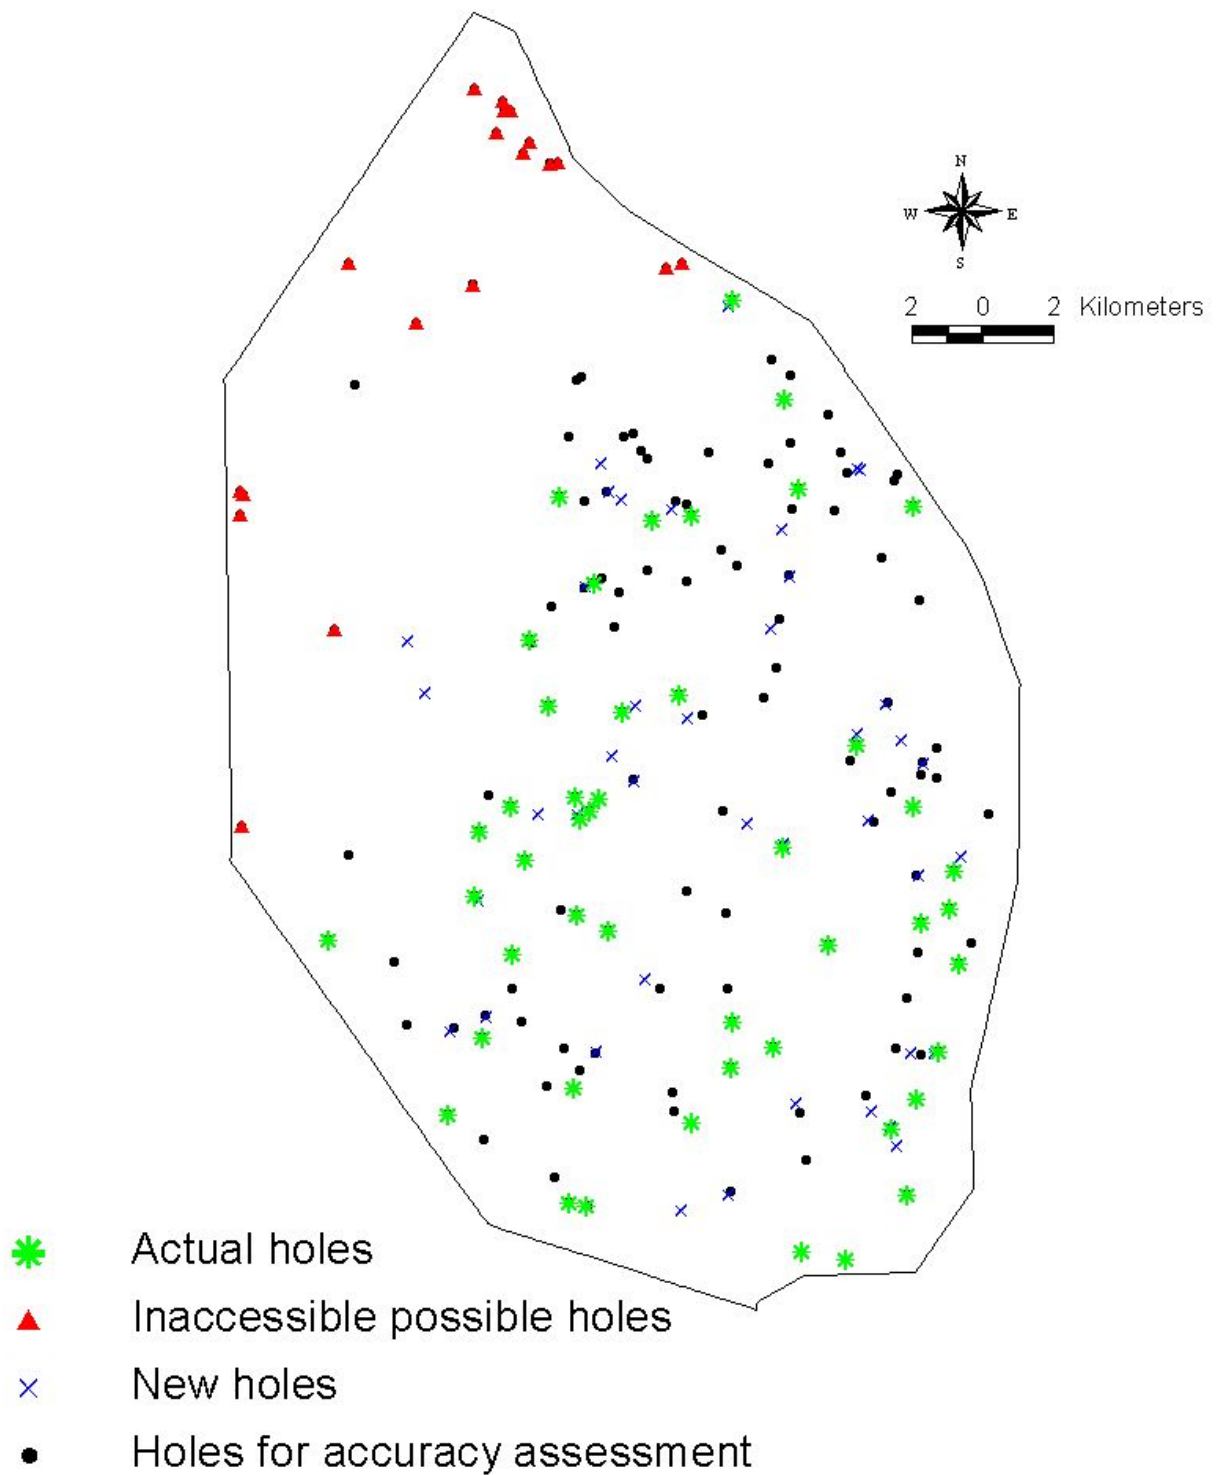 N
W E
S
2 0 2 Kilometers
Actual holes
Inaccessible possible holes
New holes
Holes for accuracy assessment